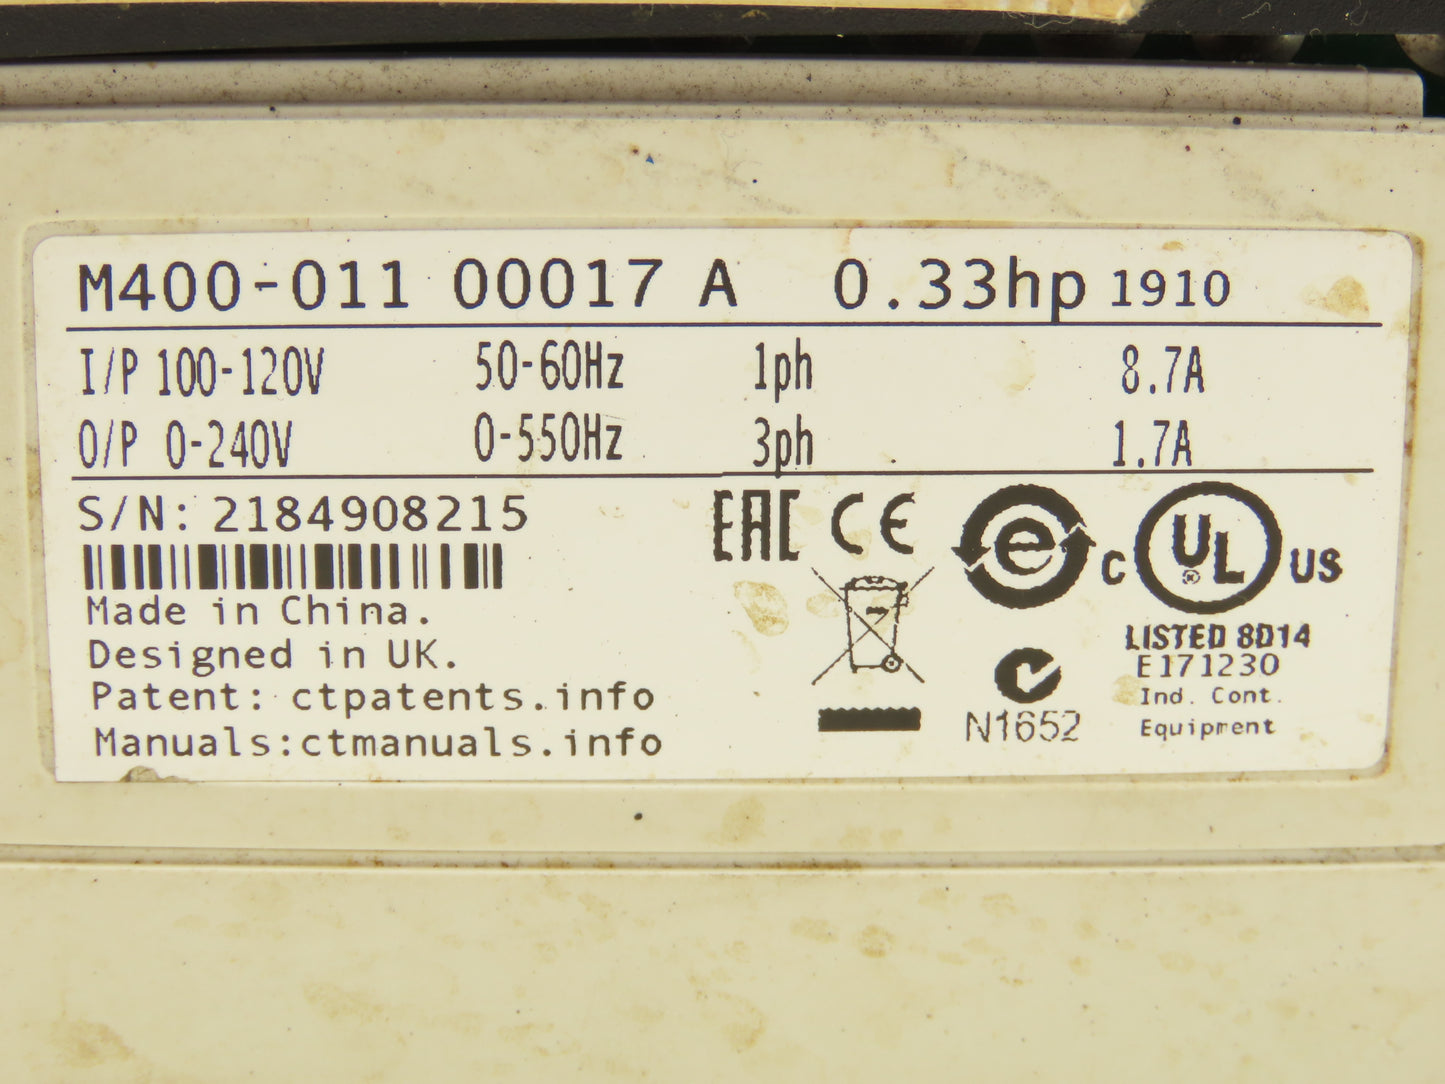 M400-011 00017 A 0.33hp 1910
I/P 100-120V 50-60Hz 1ph 8.7A
O/P 0-240V 0-550Hz 3ph 1.7A
S/N: 2184908215
Made in China.
Designed in UK.
Patent: ctpatents.info
Manuals:ctmanuals.info
EAC CE e
C UL ® US
LISTED 8D14
E171230
Ind. Cont.
Equipment
N1652